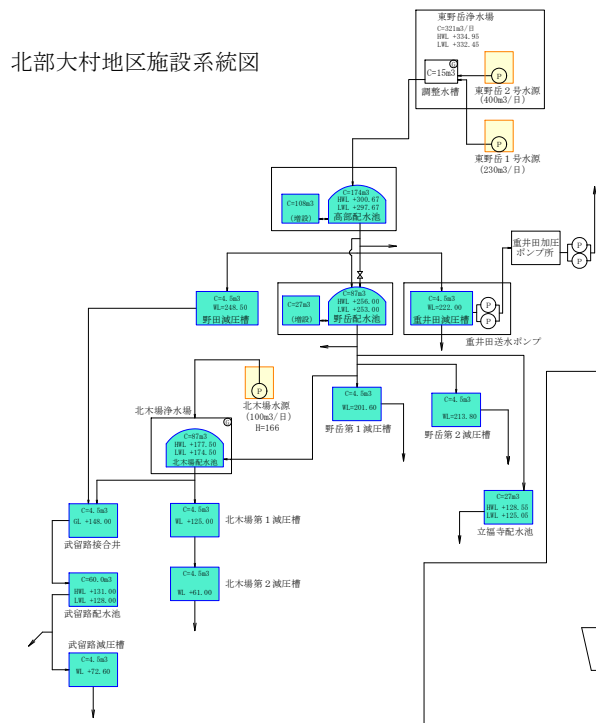 北部大村地区施設系統図
東野岳浄水場
C=321m3/日
HWL +334.95
LWL +332.45
C=15m3
調整水槽
P
東野岳２号水源
(400m3/日)
P
東野岳１号水源
(230m3/日)
C=108m3
(増設)
C=174m3
HWL +300.67
LWL +297.67
高部配水池
重井田加圧
ポンプ所
P
P
C=4.5m3
WL=248.50
野田減圧槽
C=27m3
(増設)
C=87m3
HWL +256.00
LWL +253.00
野岳配水池
C=4.5m3
WL=222.00
重井田減圧槽
P
P
重井田送水ポンプ
P
北木場水源
(100m3/日)
H=166
北木場浄水場
C=87m3
HWL +177.50
LWL +174.50
北木場配水池
C=4.5m3
WL=201.60
野岳第１減圧槽
C=4.5m3
WL=213.80
野岳第２減圧槽
C=4.5m3
GL +148.00
武留路接合井
C=4.5m3
WL +125.00
北木場第１減圧槽
C=27m3
HWL +128.55
LWL +125.05
立福寺配水池
C=60.0m3
HWL +131.00
LWL +128.00
武留路配水池
C=4.5m3
WL +61.00
北木場第２減圧槽
武留路減圧槽
C=4.5m3
WL +72.60